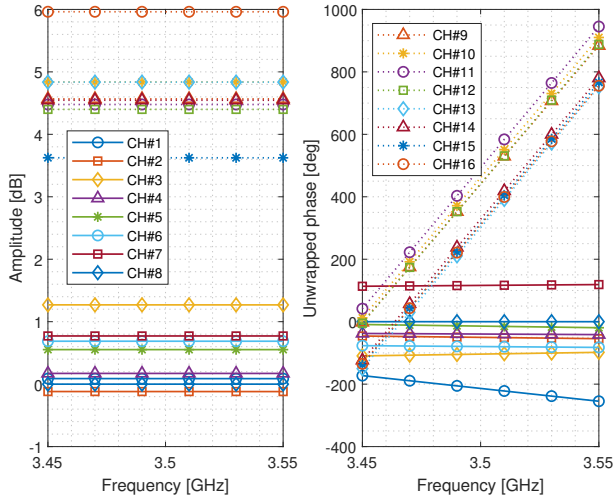 6
5
4
3
2
1
0
-1
3.45
3.5
3.55
Frequency [GHz]
Amplitude [dB]
CH#1
CH#2
CH#3
CH#4
CH#5
CH#6
CH#7
CH#8
1000
800
600
400
200
0
-200
-400
3.45
3.5
3.55
Frequency [GHz]
Unwrapped phase [deg]
CH#9
CH#10
CH#11
CH#12
CH#13
CH#14
CH#15
CH#16